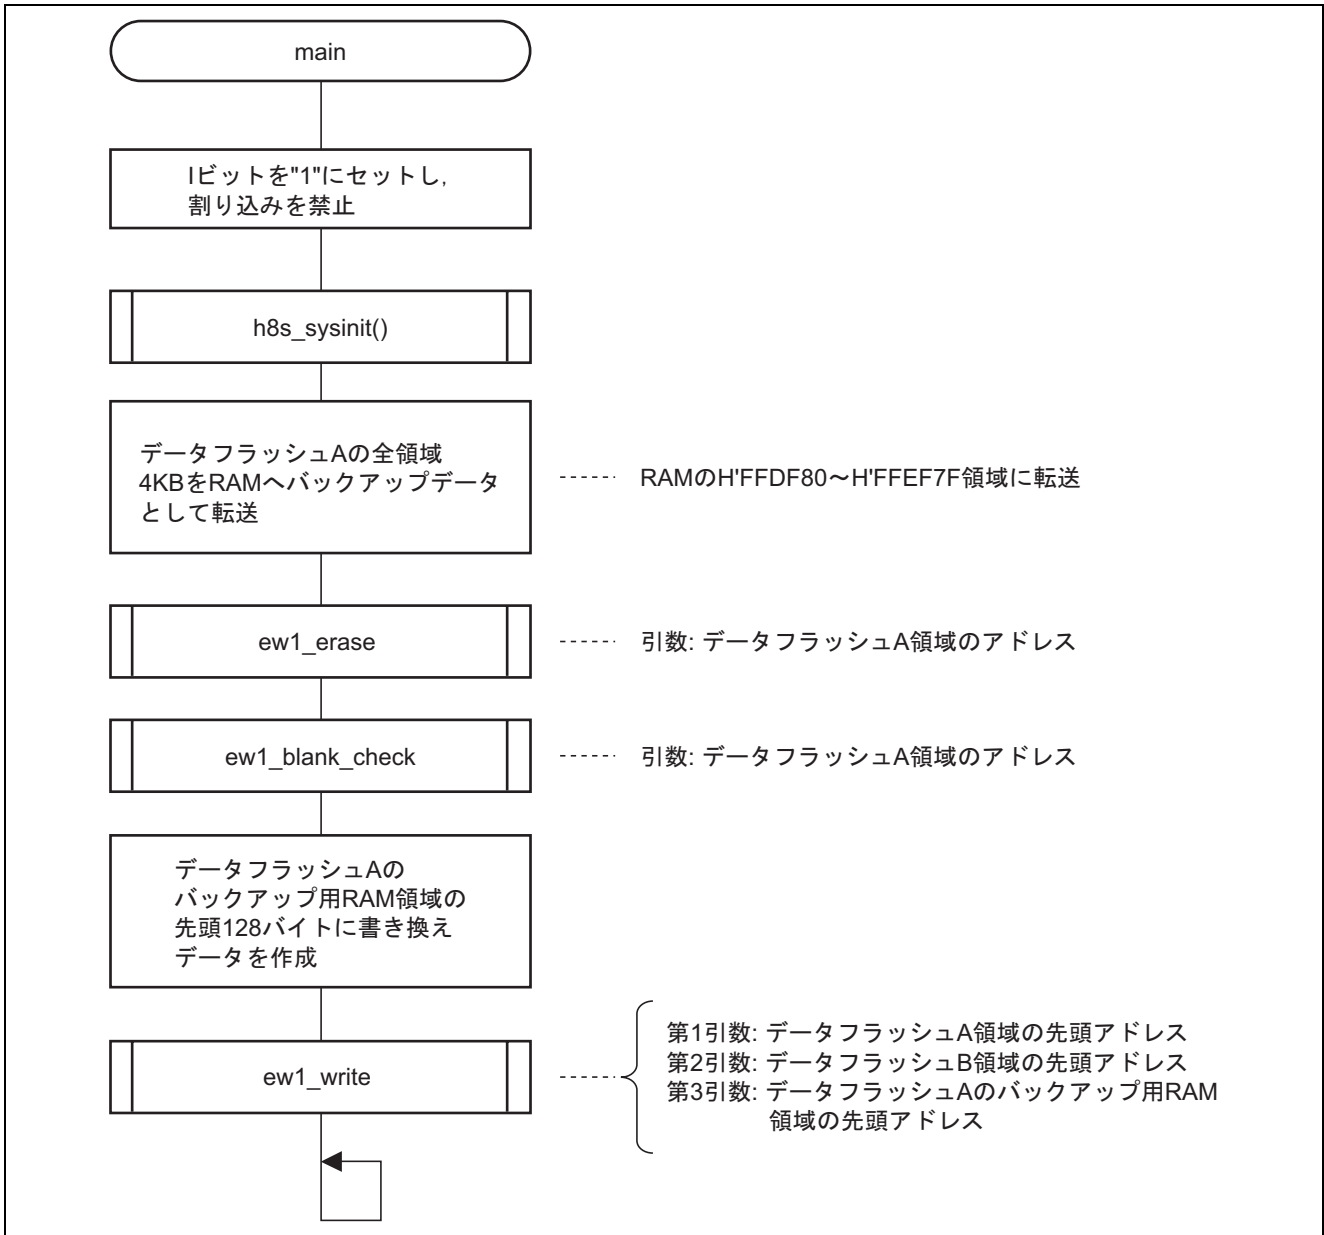 main
Iビットを"1"にセットし,
割り込みを禁止
h8s_sysinit()
データフラッシュAの全領域
4KBをRAMへバックアップデータ
として転送
RAMのH'FFDF80～H'FFEF7F領域に転送
ew1_erase
引数: データフラッシュA領域のアドレス
ew1_blank_check
引数: データフラッシュA領域のアドレス
データフラッシュAの
バックアップ用RAM領域の
先頭128バイトに書き換え
データを作成
ew1_write
第1引数: データフラッシュA領域の先頭アドレス
第2引数: データフラッシュB領域の先頭アドレス
第3引数: データフラッシュAのバックアップ用RAM
領域の先頭アドレス